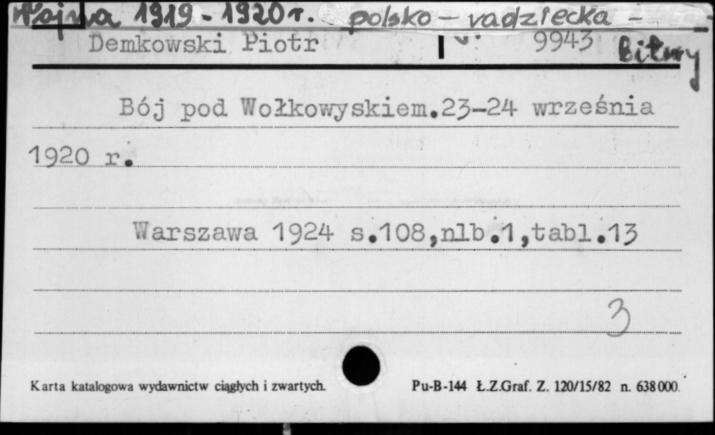 Wojna 1919-1920 r. polsko - radziecka -
Demkowski Piotr I 9943 Bitwy
Bój pod Wołkowyskiem.23-24 września
1920 r.
Warszawa 1924 s.108,nlb.1,tabl.13
3
Karta katalogowa wydawnictw ciągłych i zwartych. Pu-B-144 Ł.Z.Graf. Z. 120/15/82 n. 638000.